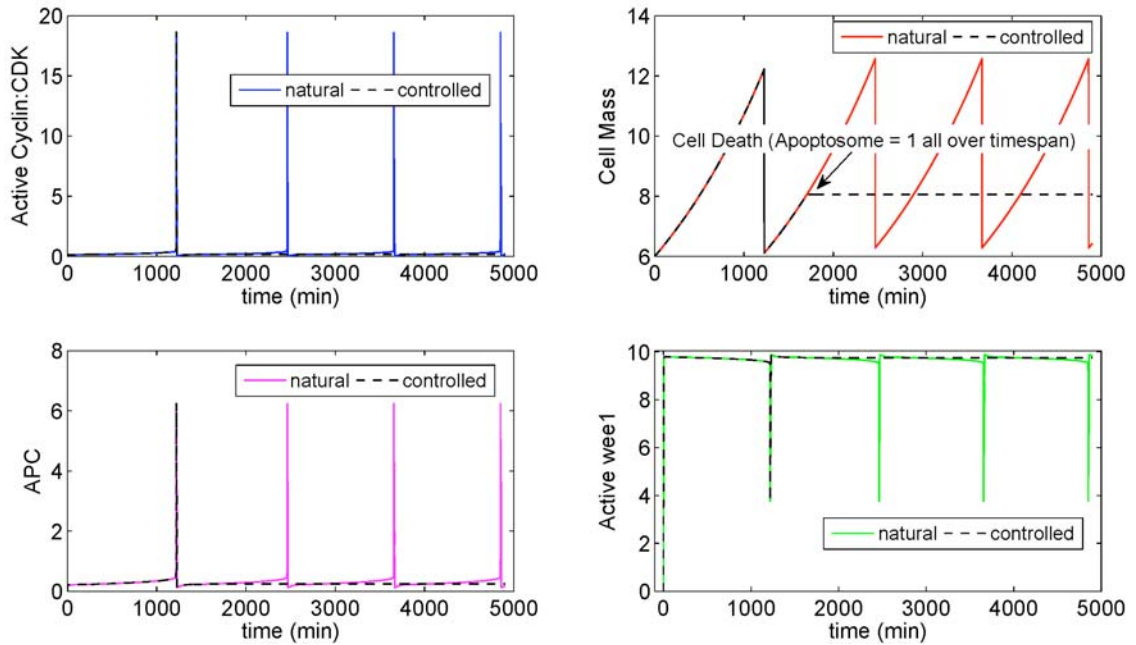 20
15
10
5
0
Active Cyclin:CDK
natural controlled
0 1000 2000 3000 4000 5000
time (min)
14
12
10
8
6
Cell Mass
natural controlled
Cell Death (Apoptosome = 1 all over timespan)
0 1000 2000 3000 4000 5000
time (min)
8
6
4
2
0
APC
natural controlled
0 1000 2000 3000 4000 5000
time (min)
10
8
6
4
2
0
Active wee1
natural controlled
0 1000 2000 3000 4000 5000
time (min)